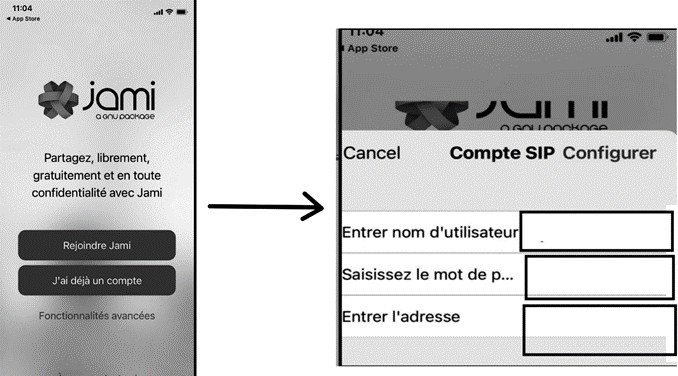 11:04
◀ App Store
jami
a GNU package
Partagez, librement,
gratuitement et en toute
confidentialité avec Jami
Rejoindre Jami
J'ai déjà un compte
Fonctionnalités avancées
11:04
App Store
jami
a GNU package
Cancel Compte SIP Configurer
Entrer nom d'utilisateur
Saisissez le mot de p...
Entrer l'adresse